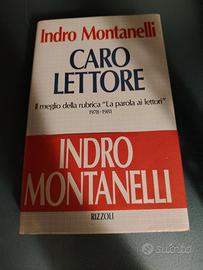 Indro Montanelli
CARO
LETTORE
Il meglio della rubrica "La parola ai lettori"
1978-1981
INDRO
MONTANELLI
RIZZOLI
subito